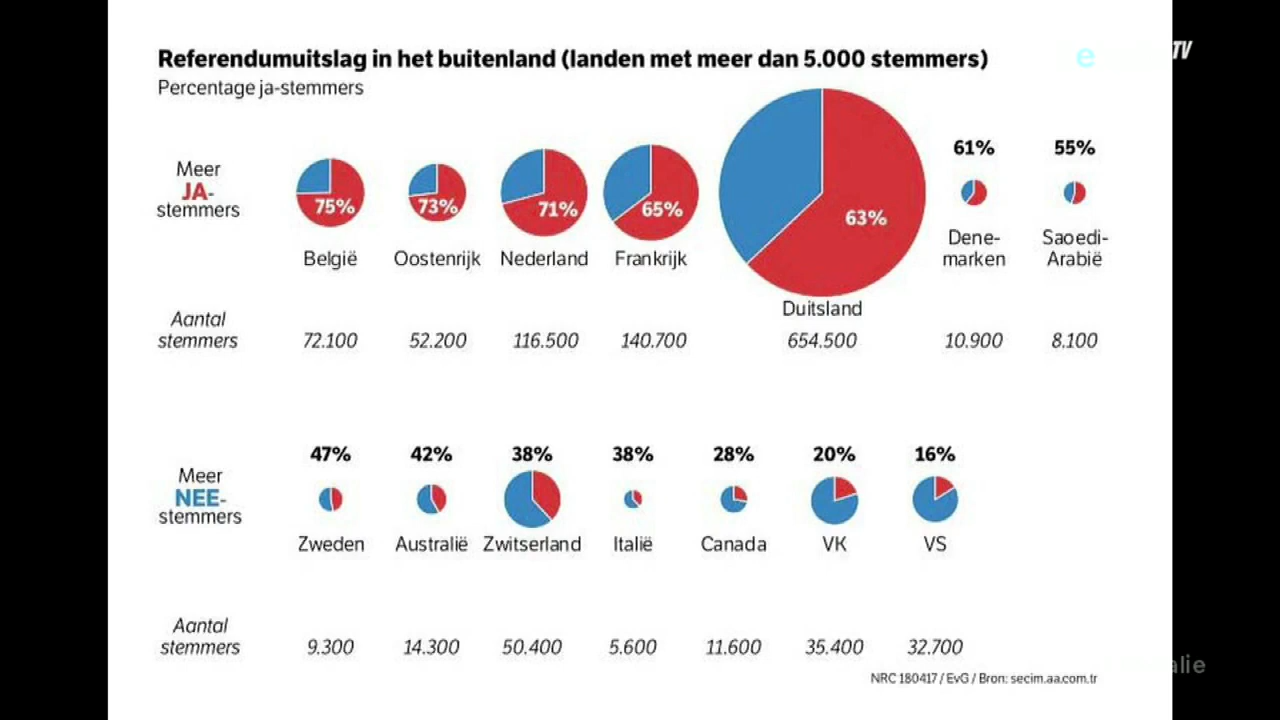 Referendumuitslag in het buitenland (landen met meer dan 5.000 stemmers)
Percentage ja-stemmers
e TV
Meer
JA-
stemmers
75% 73% 71% 65% 63% 61% 55%
België Oostenrijk Nederland Frankrijk Duitsland Dene-
marken Saoedi-
Arabië
Aantal
stemmers 72.100 52.200 116.500 140.700 654.500 10.900 8.100
47% 42% 38% 38% 28% 20% 16%
Meer
NEE-
stemmers
Zweden Australië Zwitserland Italië Canada VK VS
Aantal
stemmers 9.300 14.300 50.400 5.600 11.600 35.400 32.700
NRC 180417 / EvG / Bron: secim.aa.com.tr